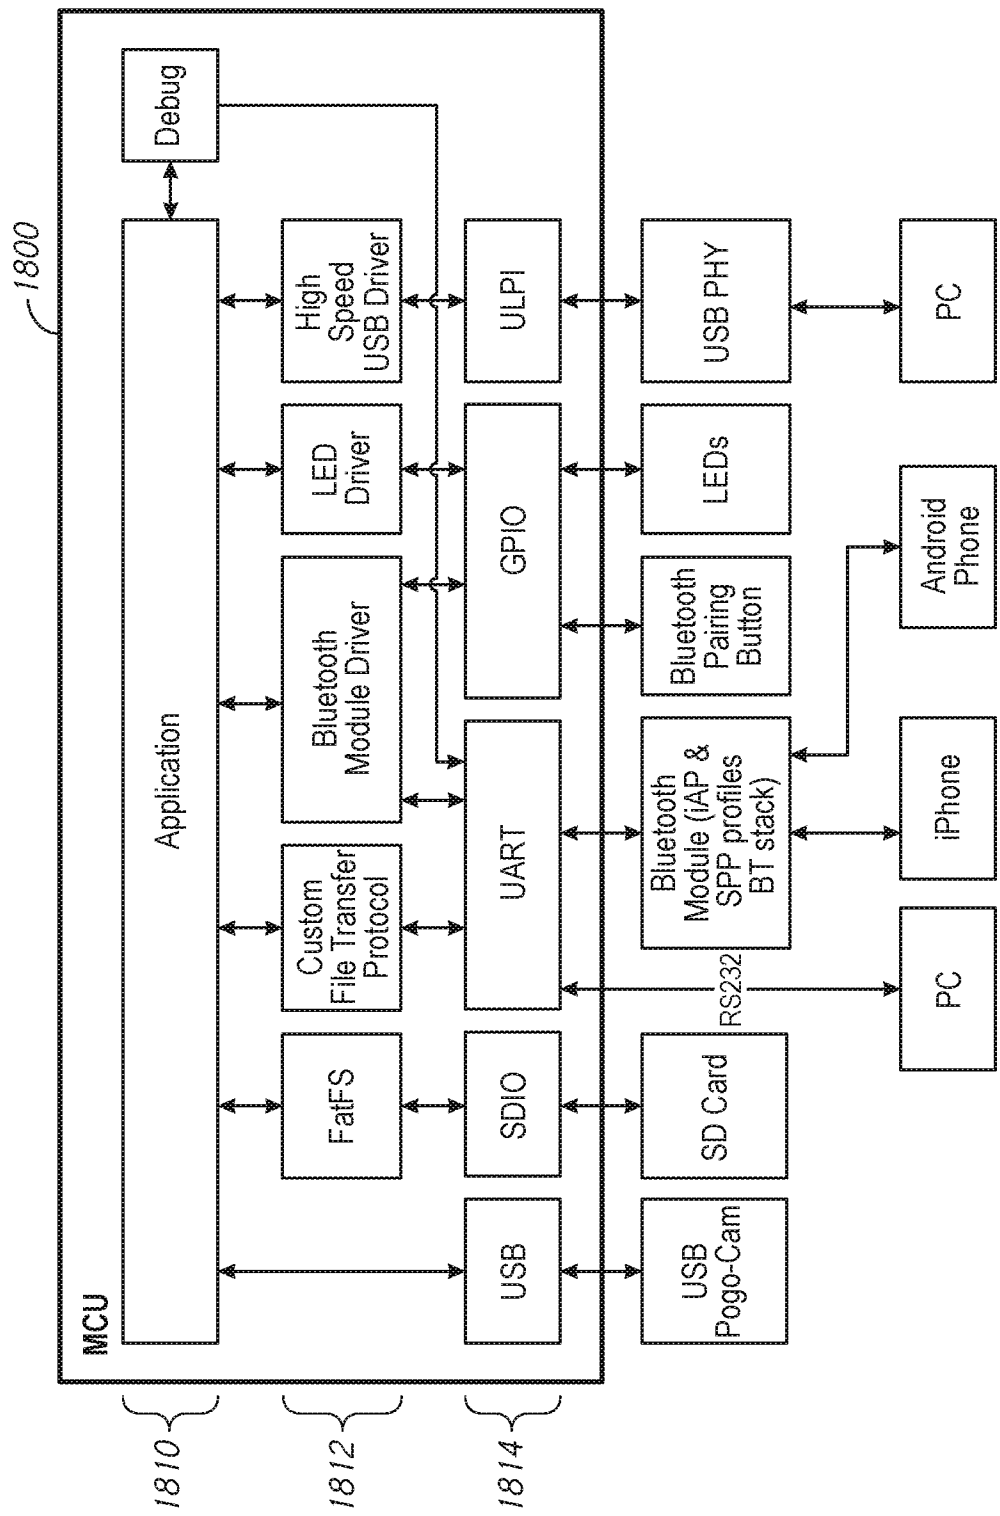 1800
MCU
1810
Application
Debug
1812
FatFS
Custom
File Transfer
Protocol
Bluetooth
Module Driver
LED
Driver
High
Speed
USB Driver
1814
USB
SDIO
UART
GPIO
ULPI
USB
Pogo-Cam
SD Card
RS232
Bluetooth
Module (iAP &
SPP profiles
BT stack)
Bluetooth
Pairing
Button
LEDs
USB PHY
PC
iPhone
Android
Phone
PC